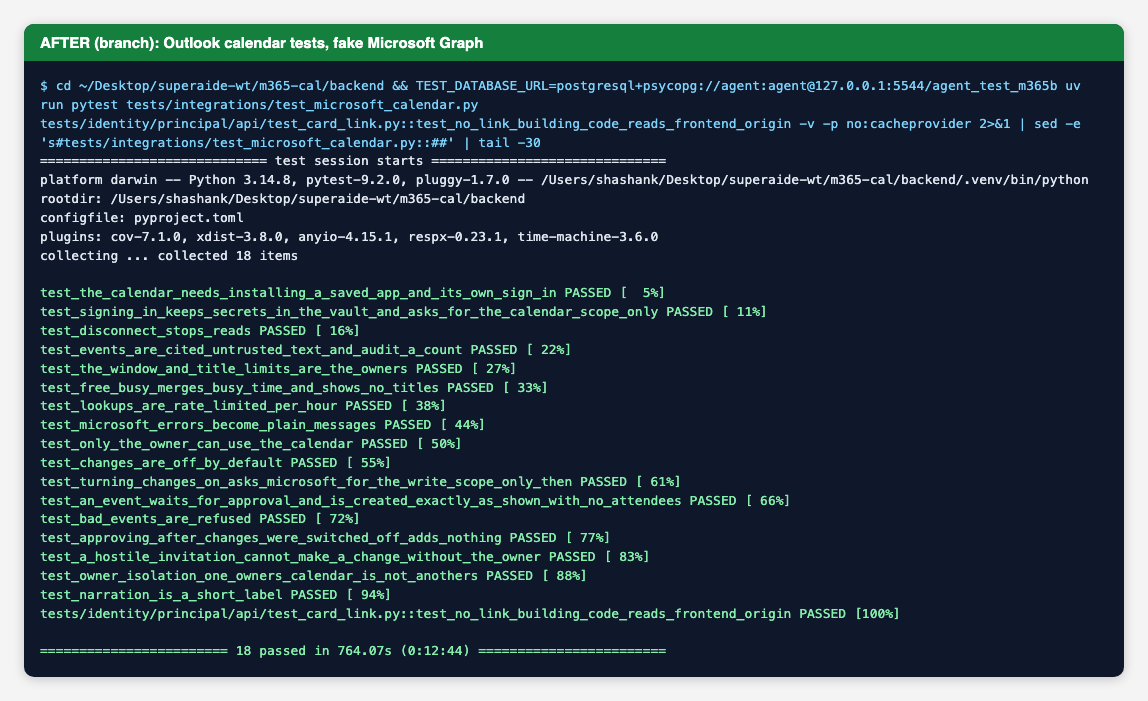 AFTER (branch): Outlook calendar tests, fake Microsoft Graph
$ cd ~/Desktop/superaide-wt/m365-cal/backend && TEST_DATABASE_URL=postgresql+psycopg://agent:agent@127.0.0.1:5544/agent_test_m365b uv
run pytest tests/integrations/test_microsoft_calendar.py
tests/identity/principal/api/test_card_link.py::test_no_link_building_code_reads_frontend_origin -v -p no:cacheprovider 2>&1 | sed -e
's#tests/integrations/test_microsoft_calendar.py::##' | tail -30
============================= test session starts ==============================
platform darwin -- Python 3.14.8, pytest-9.2.0, pluggy-1.7.0 -- /Users/shashank/Desktop/superaide-wt/m365-cal/backend/.venv/bin/python
rootdir: /Users/shashank/Desktop/superaide-wt/m365-cal/backend
configfile: pyproject.toml
plugins: cov-7.1.0, xdist-3.8.0, anyio-4.15.1, respx-0.23.1, time-machine-3.6.0
collecting ... collected 18 items
test_the_calendar_needs_installing_a_saved_app_and_its_own_sign_in PASSED [  5%]
test_signing_in_keeps_secrets_in_the_vault_and_asks_for_the_calendar_scope_only PASSED [ 11%]
test_disconnect_stops_reads PASSED [ 16%]
test_events_are_cited_untrusted_text_and_audit_a_count PASSED [ 22%]
test_the_window_and_title_limits_are_the_owners PASSED [ 27%]
test_free_busy_merges_busy_time_and_shows_no_titles PASSED [ 33%]
test_lookups_are_rate_limited_per_hour PASSED [ 38%]
test_microsoft_errors_become_plain_messages PASSED [ 44%]
test_only_the_owner_can_use_the_calendar PASSED [ 50%]
test_changes_are_off_by_default PASSED [ 55%]
test_turning_changes_on_asks_microsoft_for_the_write_scope_only_then PASSED [ 61%]
test_an_event_waits_for_approval_and_is_created_exactly_as_shown_with_no_attendees PASSED [ 66%]
test_bad_events_are_refused PASSED [ 72%]
test_approving_after_changes_were_switched_off_adds_nothing PASSED [ 77%]
test_a_hostile_invitation_cannot_make_a_change_without_the_owner PASSED [ 83%]
test_owner_isolation_one_owners_calendar_is_not_anothers PASSED [ 88%]
test_narration_is_a_short_label PASSED [ 94%]
tests/identity/principal/api/test_card_link.py::test_no_link_building_code_reads_frontend_origin PASSED [100%]
======================== 18 passed in 764.07s (0:12:44) ========================